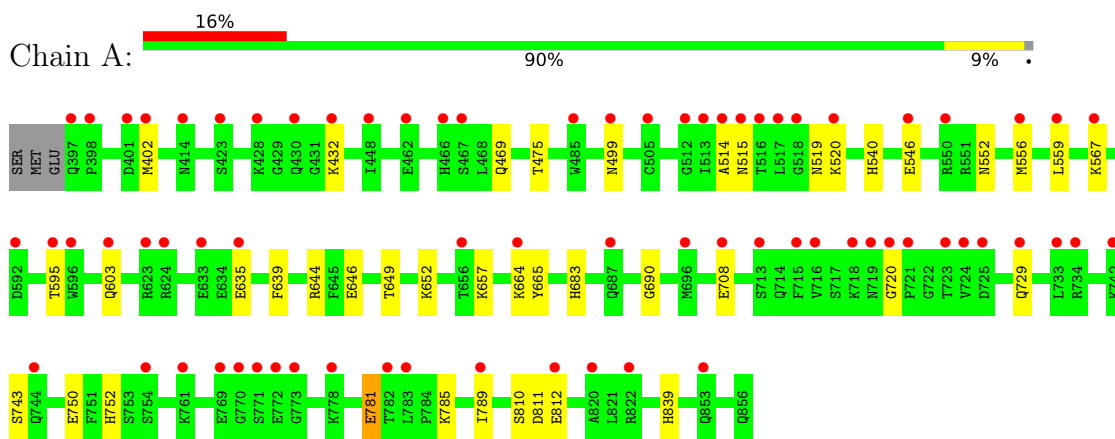 16%
Chain A:
90% 9% •
SER MET GLU Q397 P398 D401 M402 N414 S423 K428 G429 Q430 G431 K432 I448 E462 H466 S467 L468 Q469 T475 W485 N499 C505 G512 I513 A514 N515 T516 L517 G518 N519 K520 H540 E546 R550 R551 N552 M556 L559 K567
D592 T595 W596 Q603 R623 R624 E633 E634 E635 F639 R644 F645 E646 T649 K652 T656 K657 K664 Y665 H683 Q687 G690 M696 E708 S713 Q714 F715 V716 S717 K718 N719 G720 P721 G722 T723 V724 D725 Q729 L733 R734
S743 Q744 E750 F751 H752 S753 S754 K761 E769 G770 S771 E772 G773 K778 E781 T782 L783 P784 K785 I789 S810 D811 E812 A820 L821 R822 H839 Q853 Q856